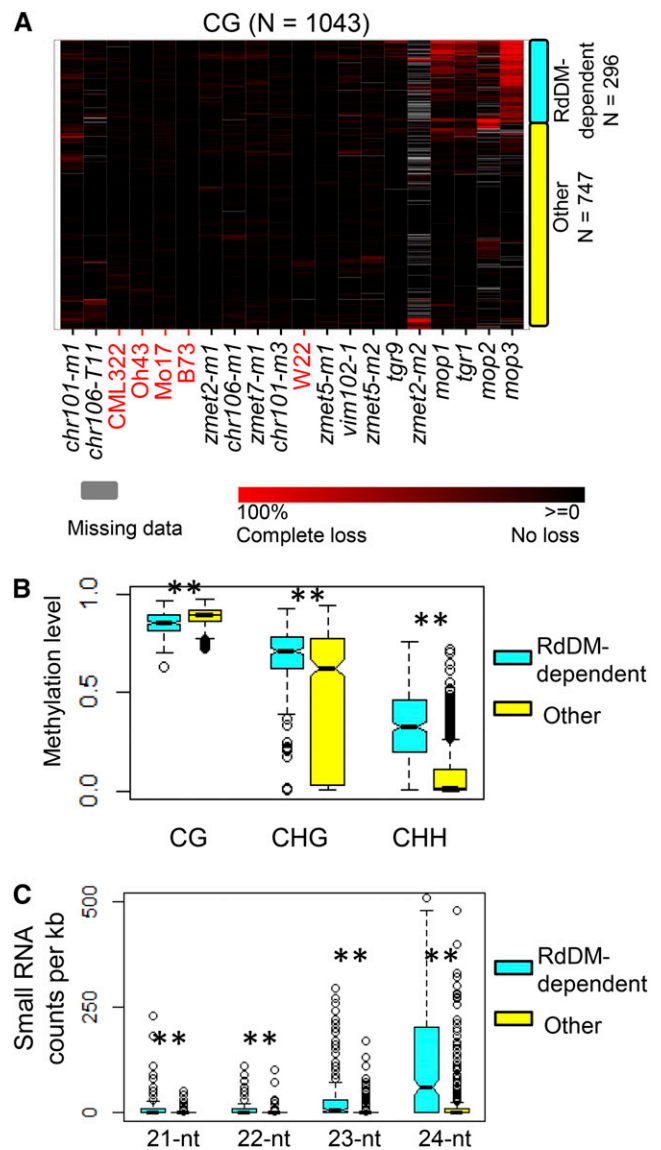 A
CG (N = 1043)
RdDM-
dependent
N = 296
Other
N = 747
chr101-m1
chr106-T11
CML322
Oh43
Mo17
B73
zmet2-m1
chr106-m1
zmet7-m1
chr101-m3
W22
zmet5-m1
vim102-1
zmet5-m2
tgr9
zmet2-m2
mop1
tgr1
mop2
mop3
Missing data
100%
Complete loss
>=0
No loss
B
Methylation level
1.0
0.5
0.0
**
**
**
CG
CHG
CHH
RdDM-
dependent
Other
C
Small RNA
counts per kb
500
250
0
**
**
**
**
21-nt
22-nt
23-nt
24-nt
RdDM-
dependent
Other